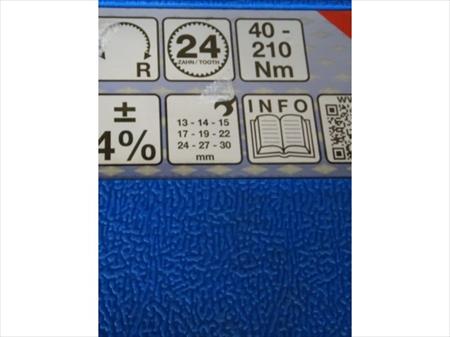 R
24
ZAHN / TOOTH
40 -
210
Nm
±
4%
13 - 14 - 15
17 - 19 - 22
24 - 27 - 30
mm
INFO
W